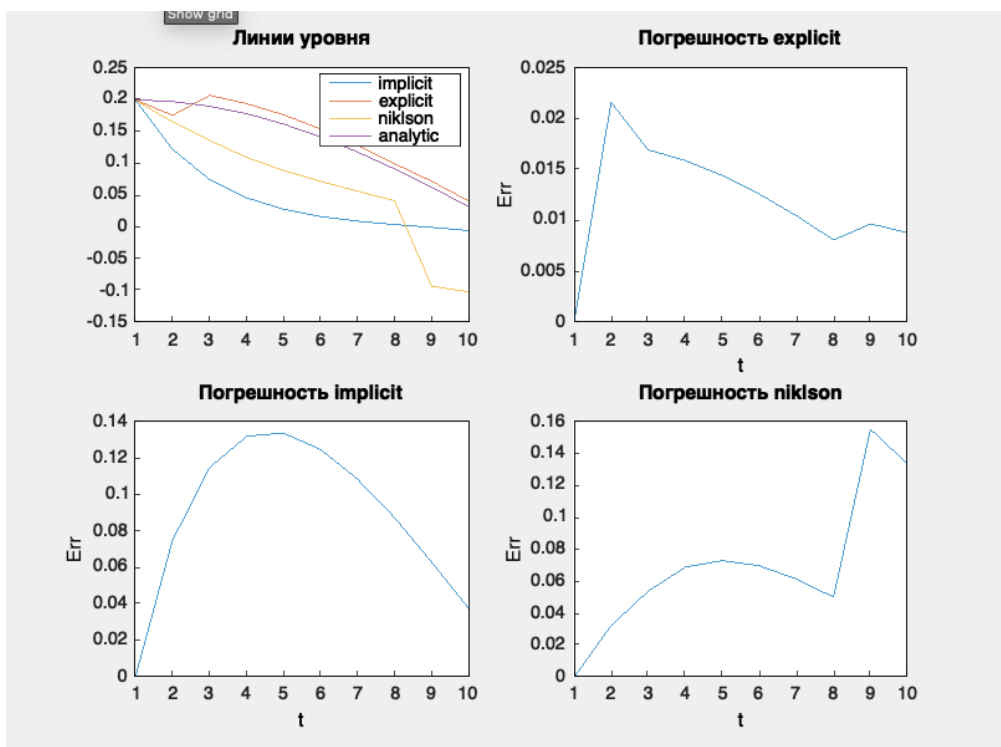 Show grid
Линии уровня
0.25
0.2
0.15
0.1
0.05
0
-0.05
-0.1
-0.15
1 2 3 4 5 6 7 8 9 10
implicit
explicit
niklson
analytic
Погрешность explicit
0.025
0.02
0.015
0.01
0.005
0
Err
1 2 3 4 5 6 7 8 9 10
t
Погрешность implicit
0.14
0.12
0.1
0.08
0.06
0.04
0.02
0
Err
1 2 3 4 5 6 7 8 9 10
t
Погрешность niklson
0.16
0.14
0.12
0.1
0.08
0.06
0.04
0.02
0
Err
1 2 3 4 5 6 7 8 9 10
t